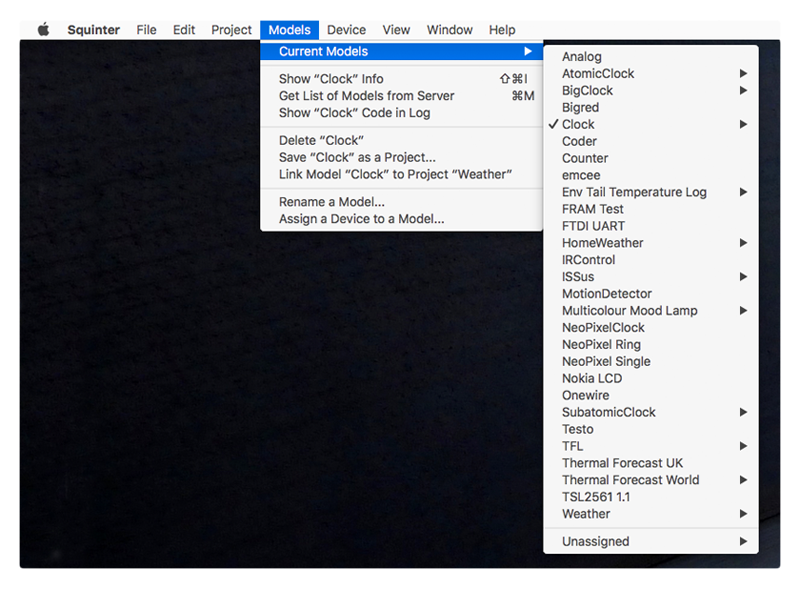 Squinter File Edit Project Models Device View Window Help
Current Models
Show “Clock” Info ⇧⌘I
Get List of Models from Server ⌘M
Show “Clock” Code in Log
Delete “Clock”
Save “Clock” as a Project...
Link Model “Clock” to Project “Weather”
Rename a Model...
Assign a Device to a Model...
Analog
AtomicClock
BigClock
Bigred
Clock
Coder
Counter
emcee
Env Tail Temperature Log
FRAM Test
FTDI UART
HomeWeather
IRControl
ISSus
MotionDetector
Multicolour Mood Lamp
NeoPixelClock
NeoPixel Ring
NeoPixel Single
Nokia LCD
Onewire
SubatomicClock
Testo
TFL
Thermal Forecast UK
Thermal Forecast World
TSL2561 1.1
Weather
Unassigned